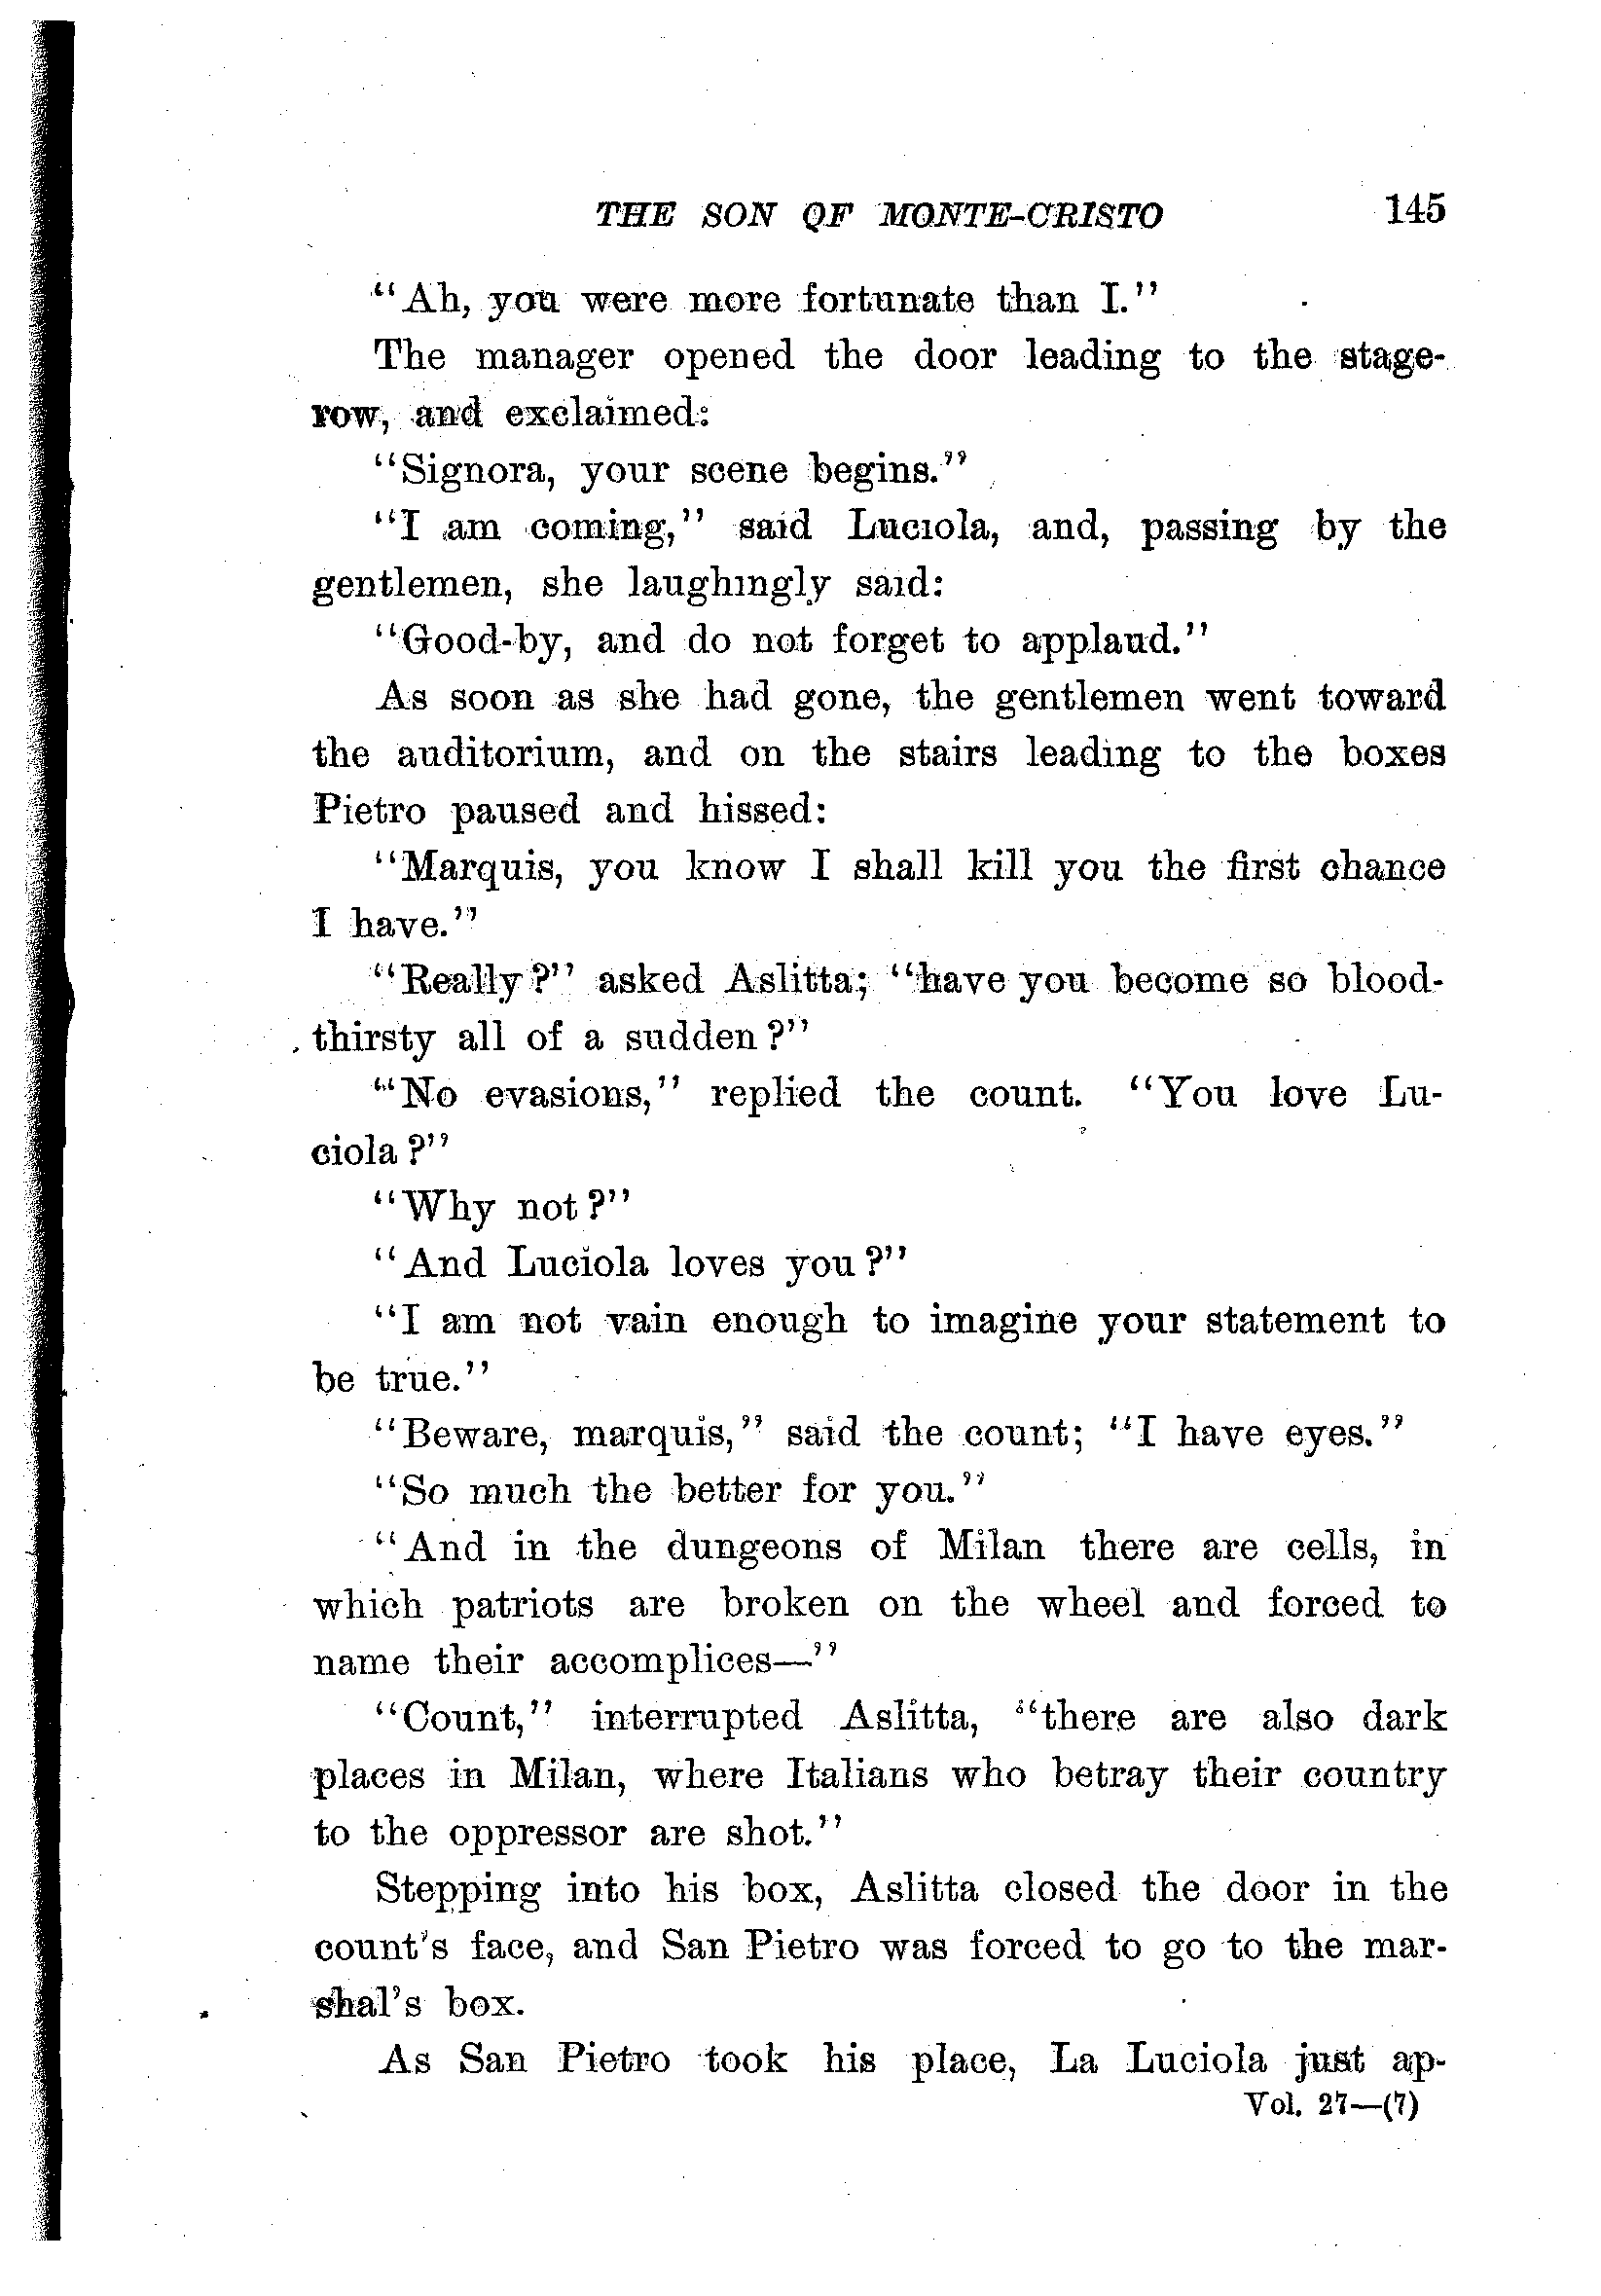 THE SON OF MONTE-CRISTO 145
"Ah, you were more fortunate than I."
The manager opened the door leading to the stage-
row, and exclaimed:
"Signora, your scene begins."
"I am coming," said Luciola, and, passing by the
gentlemen, she laughingly said:
"Good-by, and do not forget to applaud."
As soon as she had gone, the gentlemen went toward
the auditorium, and on the stairs leading to the boxes
Pietro paused and hissed:
"Marquis, you know I shall kill you the first chance
I have."
"Really?" asked Aslitta; "have you become so blood-
thirsty all of a sudden?"
"No evasions," replied the count. "You love Lu-
ciola?"
"Why not?"
"And Luciola loves you?"
"I am not vain enough to imagine your statement to
be true."
"Beware, marquis," said the count; "I have eyes."
"So much the better for you."
"And in the dungeons of Milan there are cells, in
which patriots are broken on the wheel and forced to
name their accomplices—"
"Count," interrupted Aslitta, "there are also dark
places in Milan, where Italians who betray their country
to the oppressor are shot."
Stepping into his box, Aslitta closed the door in the
count's face, and San Pietro was forced to go to the mar-
shal's box.
As San Pietro took his place, La Luciola just ap-
Vol. 27—(7)